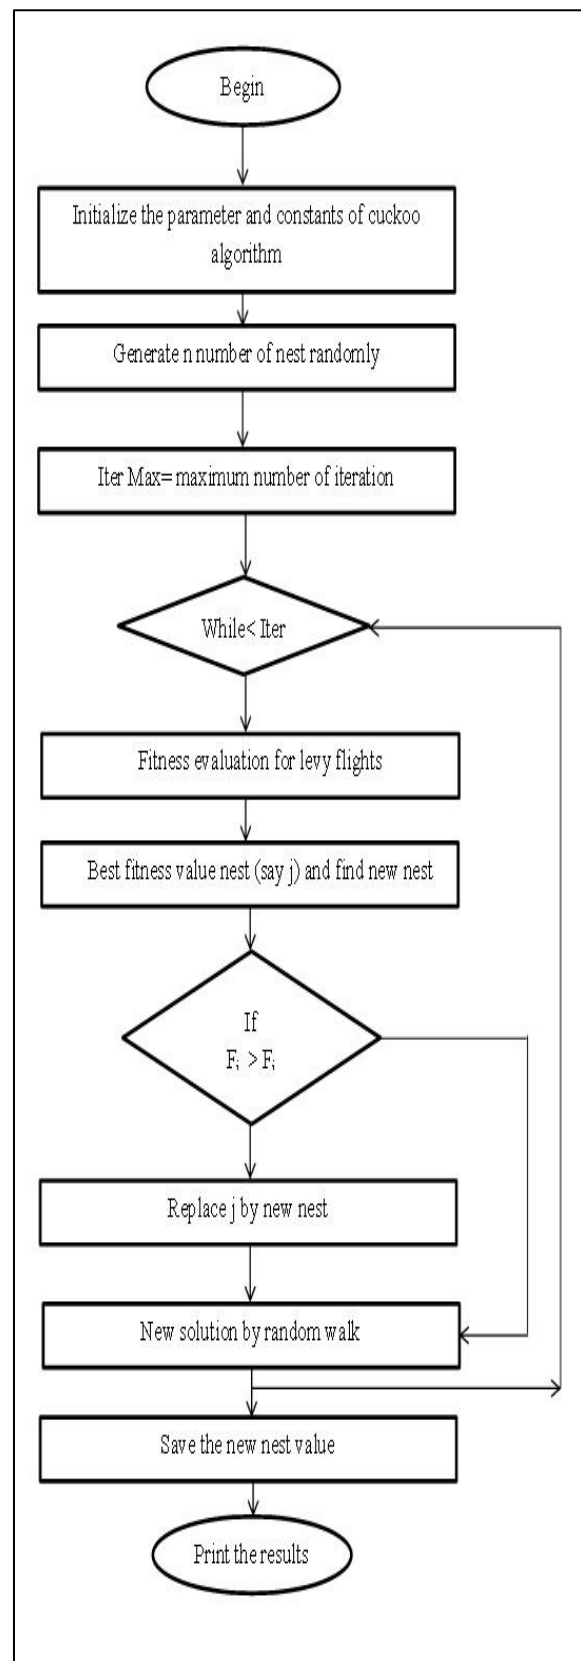 Begin
Initialize the parameter and constants of cuckoo
algorithm
Generate n number of nest randomly
Iter Max= maximum number of iteration
While< Iter
Fitness evaluation for levy flights
Best fitness value nest (say j) and find new nest
If
F; > F;
Replace j by new nest
New solution by random walk
Save the new nest value
Print the results